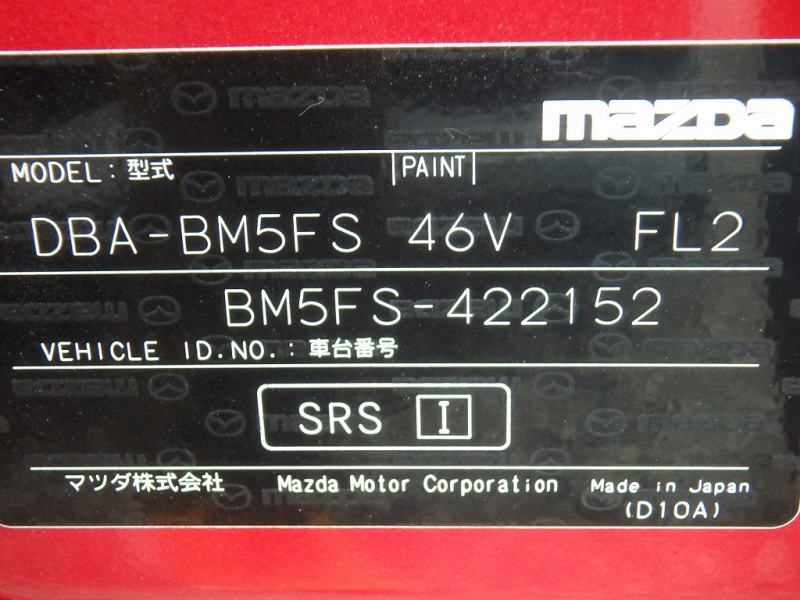 mazda
MODEL: 型式 PAINT
DBA-BM5FS 46V FL2
BM5FS-422152
VEHICLE ID.NO.: 車台番号
SRS I
マツダ株式会社 Mazda Motor Corporation Made in Japan
(D10A)